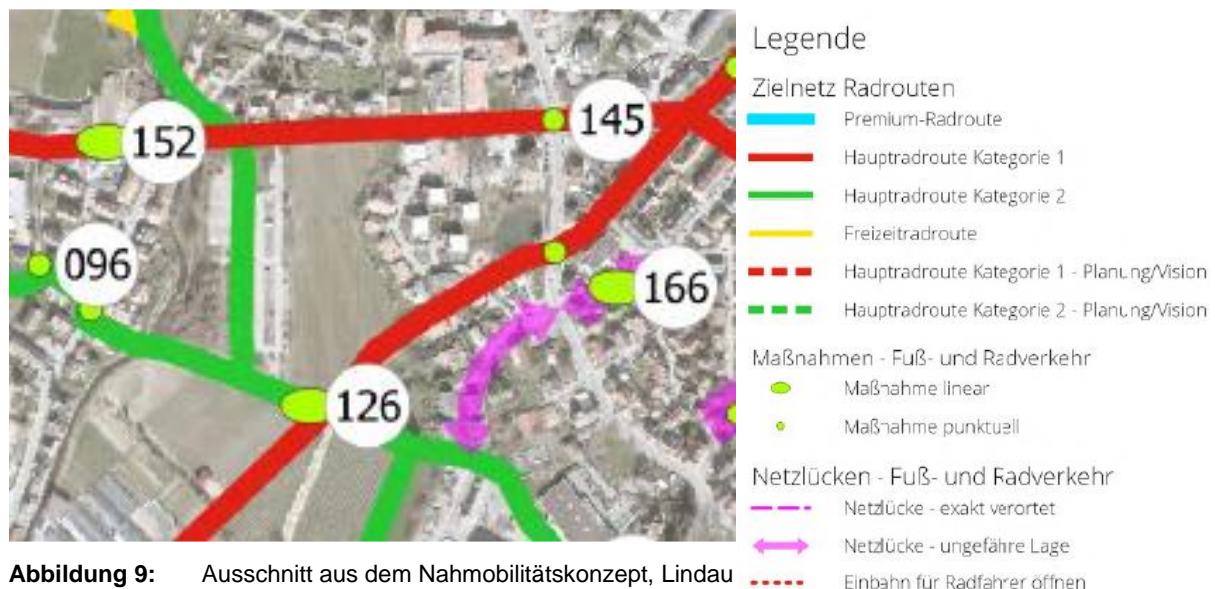 152
145
096
166
126
Abbildung 9: Ausschnitt aus dem Nahmobilitätskonzept, Lindau
Legende
Zielnetz Radrouten
Premium-Radroute
Hauptradroute Kategorie 1
Hauptradroute Kategorie 2
Freizeitradroute
Hauptradroute Kategorie 1 - Planung/Vision
Hauptradroute Kategorie 2 - Planung/Vision
Maßnahmen - Fuß- und Radverkehr
Maßnahme linear
Maßnahme punktuell
Netzlücken - Fuß- und Radverkehr
Netzlücke - exakt verortet
Netzlücke - ungefähre Lage
Einbahn für Radfahrer öffnen